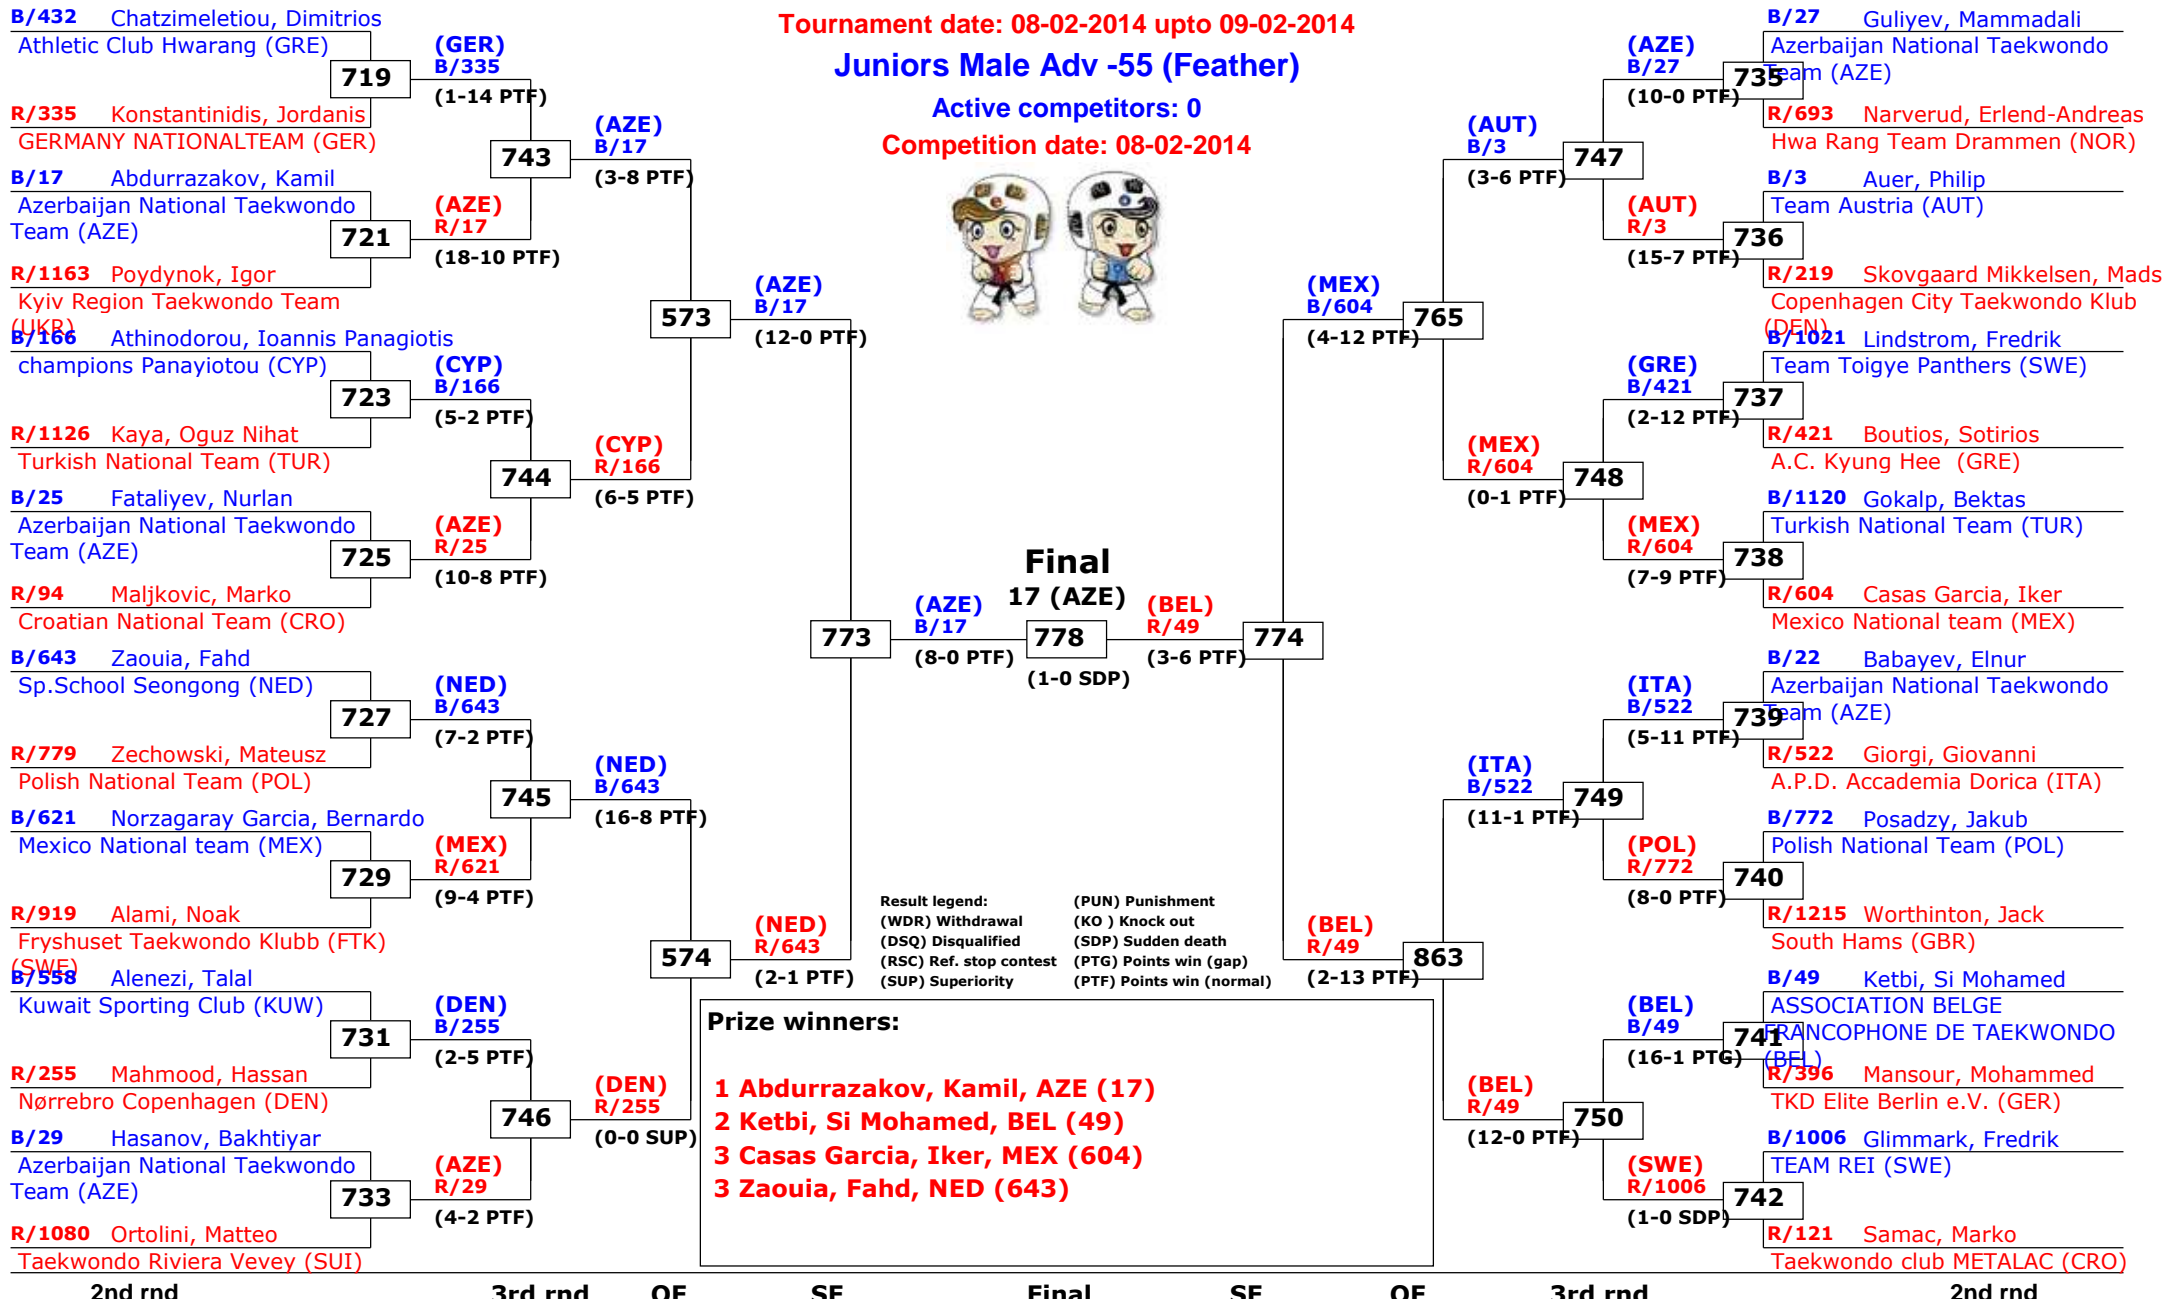 Tournament date: 08-02-2014 upto 09-02-2014
Juniors Male Adv -55 (Feather)
Active competitors: 0
Competition date: 08-02-2014
B/432 Chatzimeletiou, Dimitrios
Athletic Club Hwarang (GRE)
719
R/335 Konstantinidis, Jordanis
GERMANY NATIONALTEAM (GER)
B/17 Abdurrazakov, Kamil
Azerbaijan National Taekwondo
Team (AZE)
721
R/1163 Poydynok, Igor
Kyiv Region Taekwondo Team
(UKR)
B/166 Athinodorou, Ioannis Panagiotis
champions Panayiotou (CYP)
723
R/1126 Kaya, Oguz Nihat
Turkish National Team (TUR)
B/25 Fataliyev, Nurlan
Azerbaijan National Taekwondo
Team (AZE)
725
R/94 Maljkovic, Marko
Croatian National Team (CRO)
B/643 Zaouia, Fahd
Sp.School Seongong (NED)
727
R/779 Zechowski, Mateusz
Polish National Team (POL)
B/621 Norzagaray Garcia, Bernardo
Mexico National team (MEX)
729
R/919 Alami, Noak
Fryshuset Taekwondo Klubb (FTK)
(SWE)
B/558 Alenezi, Talal
Kuwait Sporting Club (KUW)
731
R/255 Mahmood, Hassan
Nørrebro Copenhagen (DEN)
B/29 Hasanov, Bakhtiyar
Azerbaijan National Taekwondo
Team (AZE)
733
R/1080 Ortolini, Matteo
Taekwondo Riviera Vevey (SUI)
(GER)
B/335
(1-14 PTF)
743
(AZE)
R/17
(18-10 PTF)
(CYP)
B/166
(5-2 PTF)
744
(AZE)
R/25
(10-8 PTF)
(NED)
B/643
(7-2 PTF)
745
(MEX)
R/621
(9-4 PTF)
(DEN)
B/255
(2-5 PTF)
746
(AZE)
R/29
(4-2 PTF)
(AZE)
B/17
(3-8 PTF)
573
(CYP)
R/166
(6-5 PTF)
(NED)
B/643
(16-8 PTF)
574
(DEN)
R/255
(0-0 SUP)
(AZE)
B/17
(12-0 PTF)
773
(NED)
R/643
(2-1 PTF)
(AZE)
B/17
(8-0 PTF)
Final
17 (AZE)
778
(1-0 SDP)
(BEL)
R/49
(3-6 PTF)
774
(MEX)
B/604
(4-12 PTF)
765
(BEL)
R/49
(2-13 PTF)
863
(AUT)
B/3
(3-6 PTF)
747
(MEX)
R/604
(0-1 PTF)
748
(ITA)
B/522
(11-1 PTF)
749
(BEL)
R/49
(12-0 PTF)
750
(AZE)
B/27
(10-0 PTF)
(AUT)
R/3
(15-7 PTF)
(GRE)
B/421
(2-12 PTF)
(MEX)
R/604
(7-9 PTF)
(ITA)
B/522
(5-11 PTF)
(POL)
R/772
(8-0 PTF)
(BEL)
B/49
(16-1 PTG)
(SWE)
R/1006
(1-0 SDP)
B/27 Guliyev, Mammadali
Azerbaijan National Taekwondo
Team (AZE)
735
R/693 Narverud, Erlend-Andreas
Hwa Rang Team Drammen (NOR)
B/3 Auer, Philip
Team Austria (AUT)
736
R/219 Skovgaard Mikkelsen, Mads
Copenhagen City Taekwondo Klub
(DEN)
B/1021 Lindstrom, Fredrik
Team Toigye Panthers (SWE)
737
R/421 Boutios, Sotirios
A.C. Kyung Hee (GRE)
B/1120 Gokalp, Bektas
Turkish National Team (TUR)
738
R/604 Casas Garcia, Iker
Mexico National team (MEX)
B/22 Babayev, Elnur
Azerbaijan National Taekwondo
Team (AZE)
739
R/522 Giorgi, Giovanni
A.P.D. Accademia Dorica (ITA)
B/772 Posadzy, Jakub
Polish National Team (POL)
740
R/1215 Worthinton, Jack
South Hams (GBR)
B/49 Ketbi, Si Mohamed
ASSOCIATION BELGE
FRANCOPHONE DE TAEKWONDO
(BEL)
741
R/396 Mansour, Mohammed
TKD Elite Berlin e.V. (GER)
B/1006 Glimmark, Fredrik
TEAM REI (SWE)
742
R/121 Samac, Marko
Taekwondo club METALAC (CRO)
Result legend: (PUN) Punishment
(WDR) Withdrawal (KO ) Knock out
(DSQ) Disqualified (SDP) Sudden death
(RSC) Ref. stop contest (PTG) Points win (gap)
(SUP) Superiority (PTF) Points win (normal)
Prize winners:
1 Abdurrazakov, Kamil, AZE (17)
2 Ketbi, Si Mohamed, BEL (49)
3 Casas Garcia, Iker, MEX (604)
3 Zaouia, Fahd, NED (643)
2nd rnd 3rd rnd QF SF Final SF QF 3rd rnd 2nd rnd